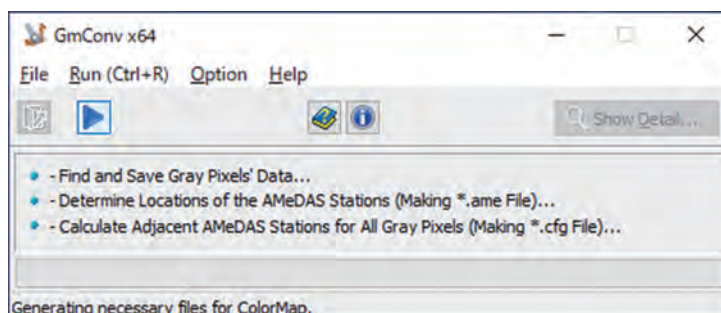 GmConv x64
File Run (Ctrl+R) Option Help
Show Detail...
- Find and Save Gray Pixels' Data...
- Determine Locations of the AMeDAS Stations (Making *.ame File)...
- Calculate Adjacent AMeDAS Stations for All Gray Pixels (Making *.cfg File)...
Generating necessary files for ColorMap.